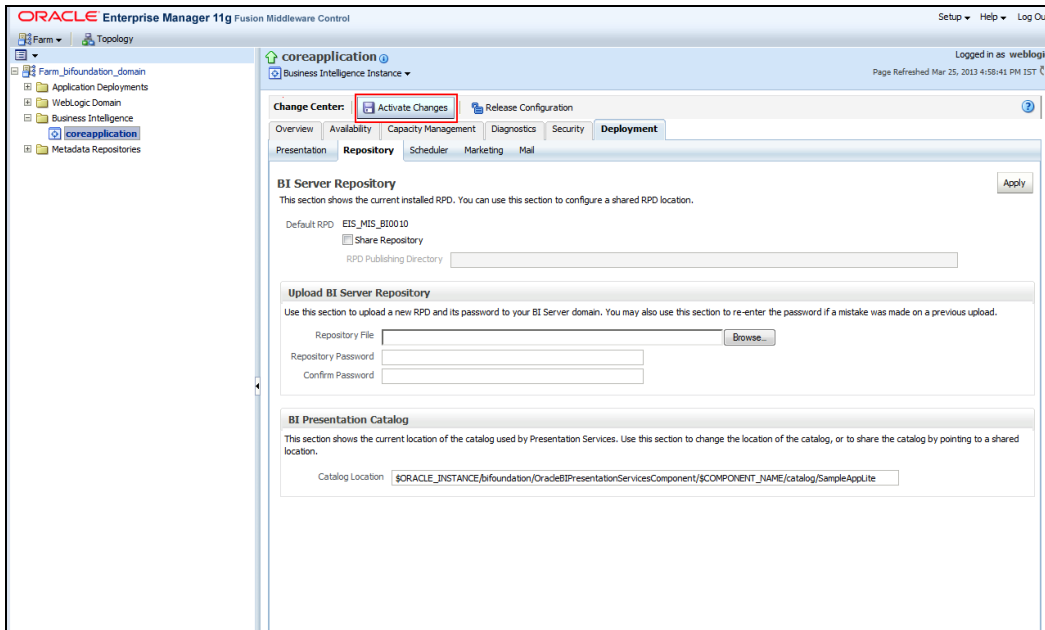 ORACLE Enterprise Manager 11g Fusion Middleware Control
Setup Help Log Ou
Farm Topology
Farm_bifoundation_domain
Application Deployments
WebLogic Domain
Business Intelligence
coreapplication
Metadata Repositories
coreapplication
Logged in as weblogi
Business Intelligence Instance
Page Refreshed Mar 25, 2013 4:58:41 PM IST
Change Center: Activate Changes Release Configuration
Overview Availability Capacity Management Diagnostics Security Deployment
Presentation Repository Scheduler Marketing Mail
BI Server Repository
Apply
This section shows the current installed RPD. You can use this section to configure a shared RPD location.
Default RPD EIS_MIS_BI0010
Share Repository
RPD Publishing Directory
Upload BI Server Repository
Use this section to upload a new RPD and its password to your BI Server domain. You may also use this section to re-enter the password if a mistake was made on a previous upload.
Repository File Browse...
Repository Password
Confirm Password
BI Presentation Catalog
This section shows the current location of the catalog used by Presentation Services. Use this section to change the location of the catalog, or to share the catalog by pointing to a shared
location.
Catalog Location $ORACLE_INSTANCE/bifoundation/OracleBIPresentationServicesComponent/$COMPONENT_NAME/catalog/SampleAppLite